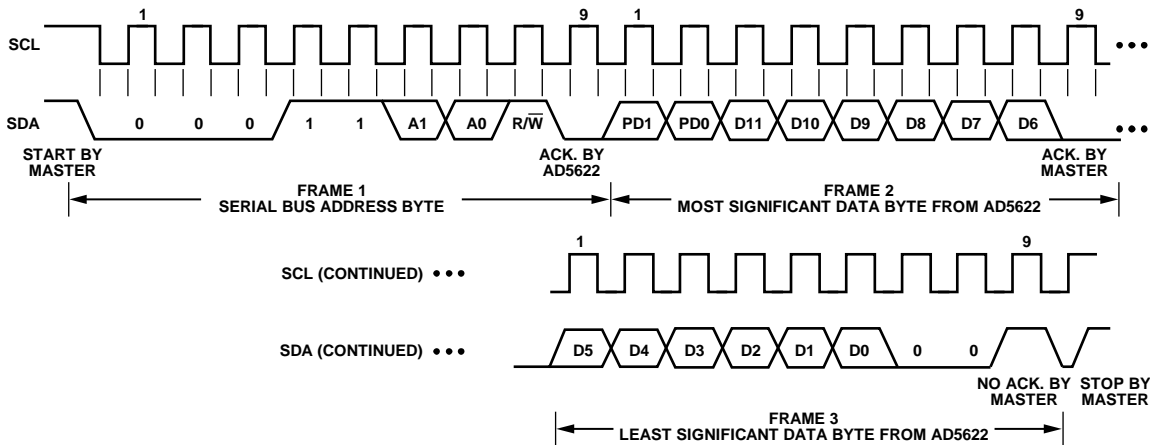 1 9 1 9
SCL
SDA 0 0 0 1 1 A1 A0 R/W̅ PD1 PD0 D11 D10 D9 D8 D7 D6
START BY
MASTER
ACK. BY
AD5622
ACK. BY
MASTER
FRAME 1
SERIAL BUS ADDRESS BYTE
FRAME 2
MOST SIGNIFICANT DATA BYTE FROM AD5622
1 9
SCL (CONTINUED)
SDA (CONTINUED) D5 D4 D3 D2 D1 D0 0 0
NO ACK. BY
MASTER
STOP BY
MASTER
FRAME 3
LEAST SIGNIFICANT DATA BYTE FROM AD5622